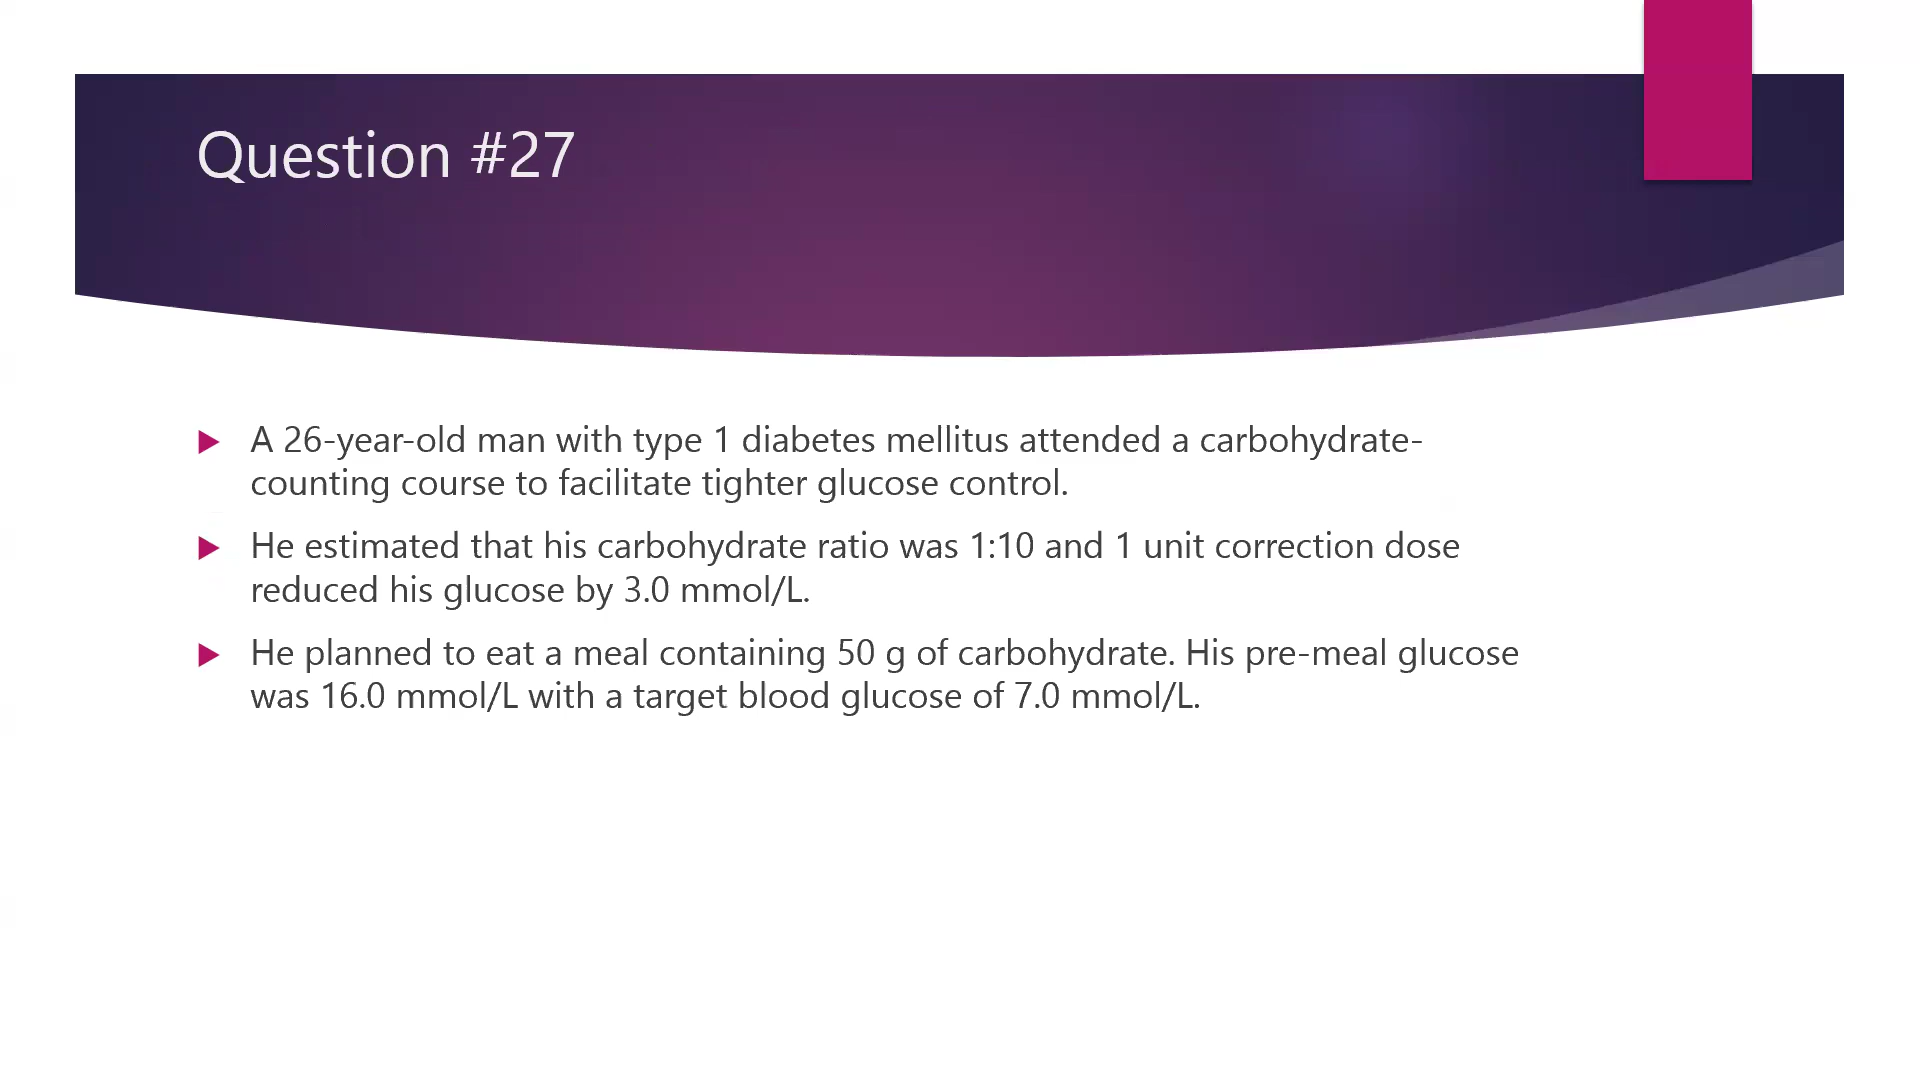 Question #27
A 26-year-old man with type 1 diabetes mellitus attended a carbohydrate-
counting course to facilitate tighter glucose control.
He estimated that his carbohydrate ratio was 1:10 and 1 unit correction dose
reduced his glucose by 3.0 mmol/L.
He planned to eat a meal containing 50 g of carbohydrate. His pre-meal glucose
was 16.0 mmol/L with a target blood glucose of 7.0 mmol/L.